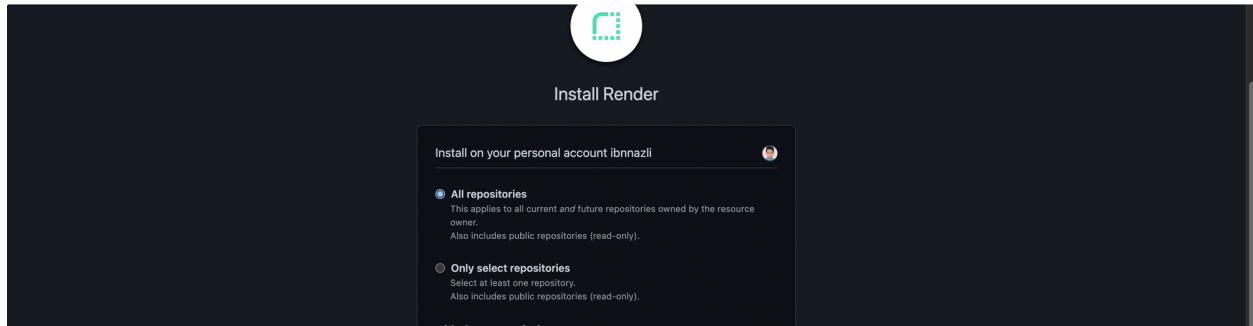 Install Render
Install on your personal account ibnnazli
All repositories
This applies to all current and future repositories owned by the resource
owner.
Also includes public repositories (read-only).
Only select repositories
Select at least one repository.
Also includes public repositories (read-only).